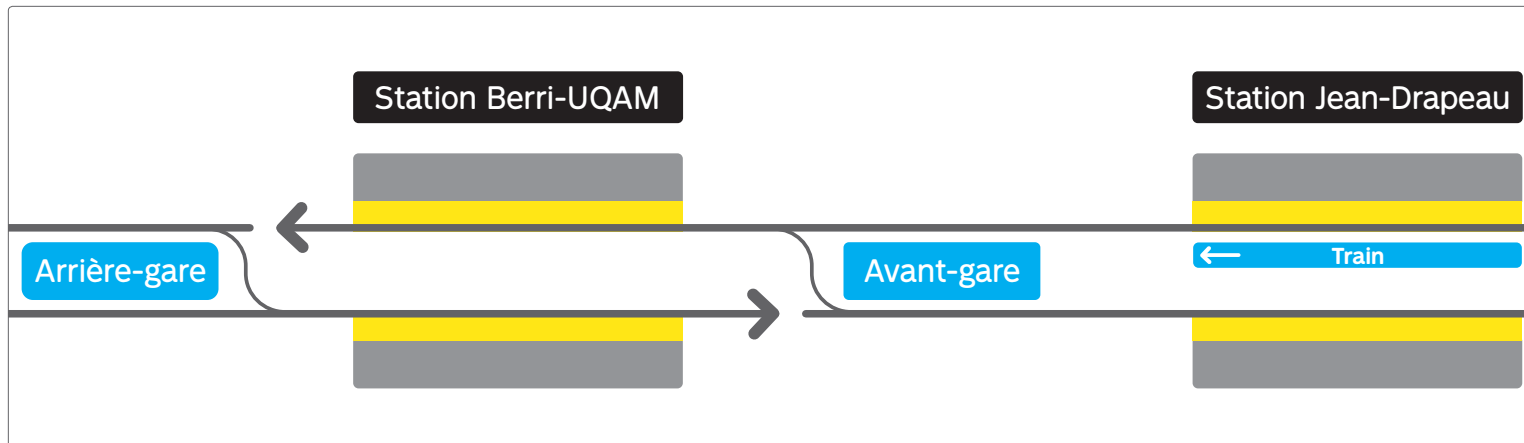 Station Berri-UQAM
Station Jean-Drapeau
Arrière-gare
Avant-gare
Train